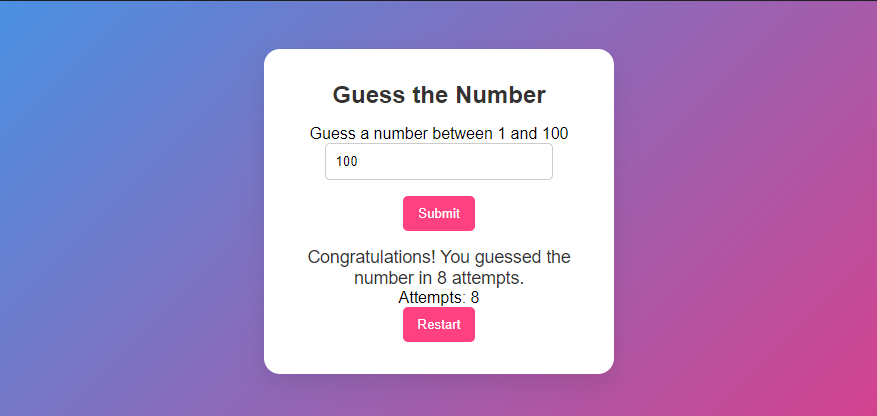 Guess the Number
Guess a number between 1 and 100
100
Submit
Congratulations! You guessed the
number in 8 attempts.
Attempts: 8
Restart